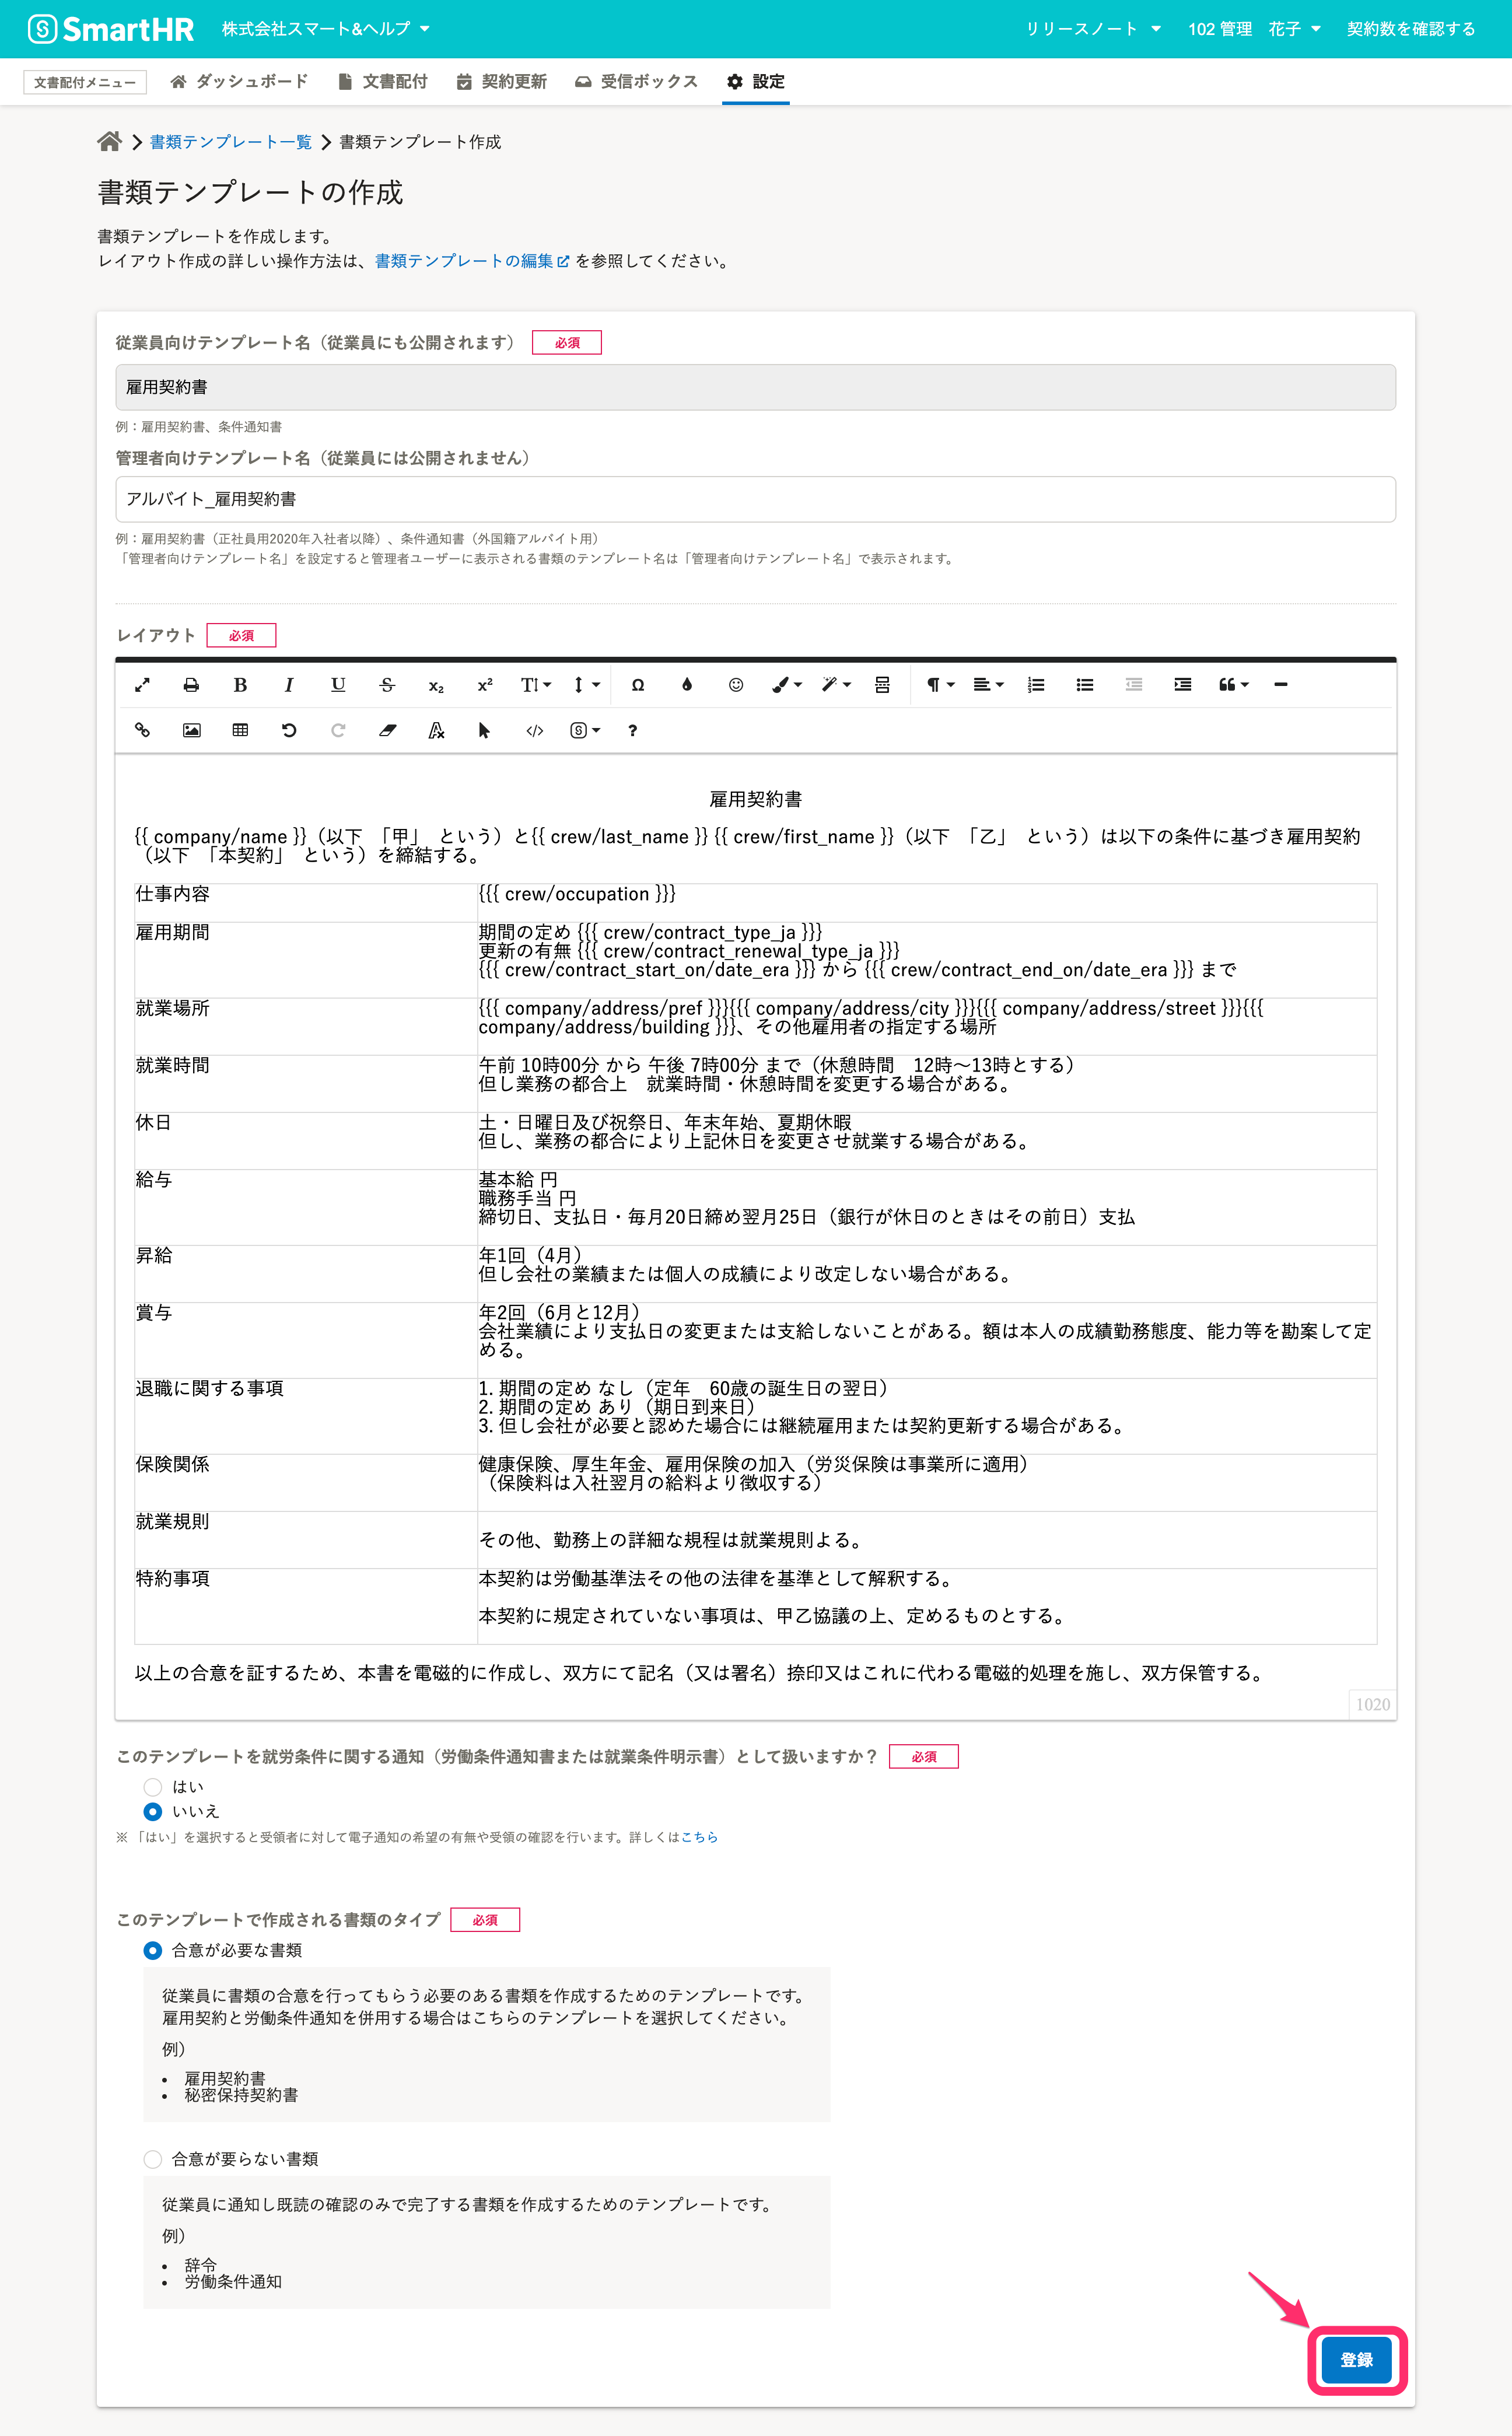 SmartHR 株式会社スマート&ヘルプ リリースノート 102 管理 花子 契約数を確認する
文書配付メニュー ダッシュボード 文書配付 契約更新 受信ボックス 設定
書類テンプレート一覧 書類テンプレート作成
書類テンプレートの作成
書類テンプレートを作成します。
レイアウト作成の詳しい操作方法は、書類テンプレートの編集 を参照してください。
従業員向けテンプレート名（従業員にも公開されます） 必須
雇用契約書
例：雇用契約書、条件通知書
管理者向けテンプレート名（従業員には公開されません）
アルバイト_雇用契約書
例：雇用契約書（正社員用2020年入社者以降）、条件通知書（外国籍アルバイト用）
「管理者向けテンプレート名」を設定すると管理者ユーザーに表示される書類のテンプレート名は「管理者向けテンプレート名」で表示されます。
レイアウト 必須
雇用契約書
{{ company/name }}（以下 「甲」 という）と{{ crew/last_name }} {{ crew/first_name }}（以下 「乙」 という）は以下の条件に基づき雇用契約
（以下 「本契約」 という）を締結する。
仕事内容 {{{ crew/occupation }}}
雇用期間 期間の定め {{{ crew/contract_type_ja }}}
更新の有無 {{{ crew/contract_renewal_type_ja }}}
{{{ crew/contract_start_on/date_era }}} から {{{ crew/contract_end_on/date_era }}} まで
就業場所 {{{ company/address/pref }}}{{{ company/address/city }}}{{{ company/address/street }}}{{{
company/address/building }}}、その他雇用者の指定する場所
就業時間 午前 10時00分 から 午後 7時00分 まで（休憩時間　12時〜13時とする）
但し業務の都合上　就業時間・休憩時間を変更する場合がある。
休日 土・日曜日及び祝祭日、年末年始、夏期休暇
但し、業務の都合により上記休日を変更させ就業する場合がある。
給与 基本給 円
職務手当 円
締切日、支払日・毎月20日締め翌月25日（銀行が休日のときはその前日）支払
昇給 年1回（4月）
但し会社の業績または個人の成績により改定しない場合がある。
賞与 年2回（6月と12月）
会社業績により支払日の変更または支給しないことがある。額は本人の成績勤務態度、能力等を勘案して定
める。
退職に関する事項 1. 期間の定め なし（定年　60歳の誕生日の翌日）
2. 期間の定め あり（期日到来日）
3. 但し会社が必要と認めた場合には継続雇用または契約更新する場合がある。
保険関係 健康保険、厚生年金、雇用保険の加入（労災保険は事業所に適用）
（保険料は入社翌月の給料より徴収する）
就業規則
その他、勤務上の詳細な規程は就業規則よる。
特約事項 本契約は労働基準法その他の法律を基準として解釈する。
本契約に規定されていない事項は、甲乙協議の上、定めるものとする。
以上の合意を証するため、本書を電磁的に作成し、双方にて記名（又は署名）捺印又はこれに代わる電磁的処理を施し、双方保管する。
1020
このテンプレートを就労条件に関する通知（労働条件通知書または就業条件明示書）として扱いますか？ 必須
はい
いいえ
※ 「はい」を選択すると受領者に対して電子通知の希望の有無や受領の確認を行います。詳しくはこちら
このテンプレートで作成される書類のタイプ 必須
合意が必要な書類
従業員に書類の合意を行ってもらう必要のある書類を作成するためのテンプレートです。
雇用契約と労働条件通知を併用する場合はこちらのテンプレートを選択してください。
例）
• 雇用契約書
• 秘密保持契約書
合意が要らない書類
従業員に通知し既読の確認のみで完了する書類を作成するためのテンプレートです。
例）
• 辞令
• 労働条件通知
登録